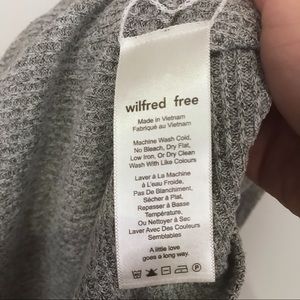 wilfred free
Made in Vietnam
Fabriqué au Vietnam
Machine Wash Cold,
No Bleach, Dry Flat,
Low Iron, Or Dry Clean
Wash With Like Colours
Laver À La Machine
à L'eau Froide,
Pas De Blanchiment,
Sècher à Plat,
Repasser à Basse
Température,
Ou Nettoyer à Sec
Laver Avec Des Couleurs
Semblables
A little love
goes a long way.